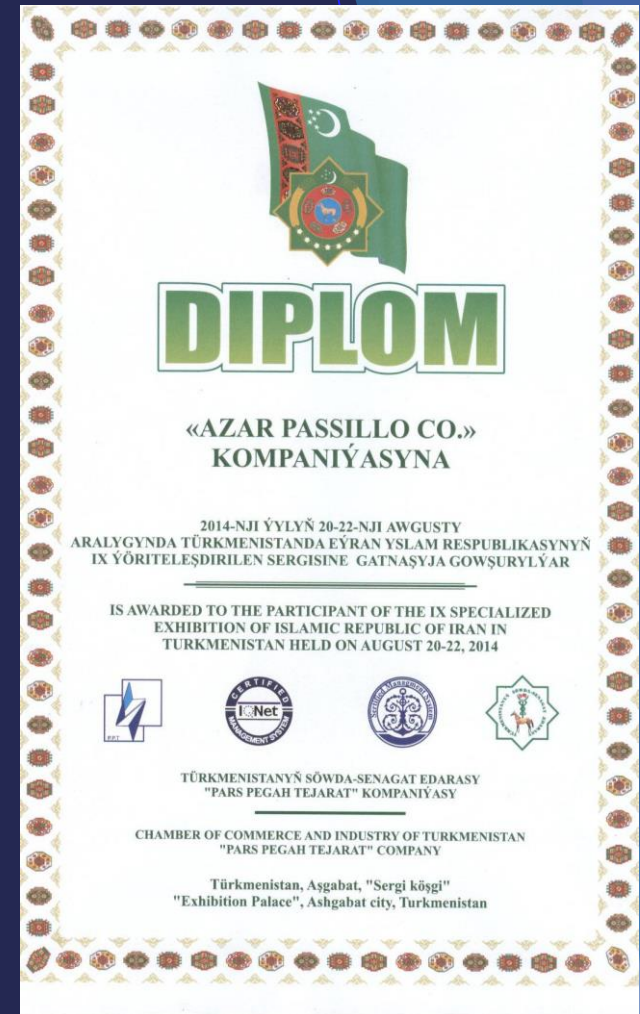 DIPLOM
«AZAR PASSILLO CO.»
KOMPANIÝASYNA
2014-NJI ÝYLYŇ 20-22-NJI AWGUSTY
ARALYGYNDA TÜRKMENISTANDA EÝRAN YSLAM RESPUBLIKASYNYŇ
IX ÝÖRITELEŞDIRILEN SERGISINE GATNAŞYJA GOWŞURYLÝAR
IS AWARDED TO THE PARTICIPANT OF THE IX SPECIALIZED
EXHIBITION OF ISLAMIC REPUBLIC OF IRAN IN
TURKMENISTAN HELD ON AUGUST 20-22, 2014
P.P.T
CERTIFIED
IQNet
MANAGEMENT SYSTEM
Sertified Managment System
TÜRKMENISTANYŇ SÖWDA-SENAGAT EDARASY
"PARS PEGAH TEJARAT" KOMPANIÝASY
CHAMBER OF COMMERCE AND INDUSTRY OF TURKMENISTAN
"PARS PEGAH TEJARAT" COMPANY
Türkmenistan, Aşgabat, "Sergi köşgi"
"Exhibition Palace", Ashgabat city, Turkmenistan